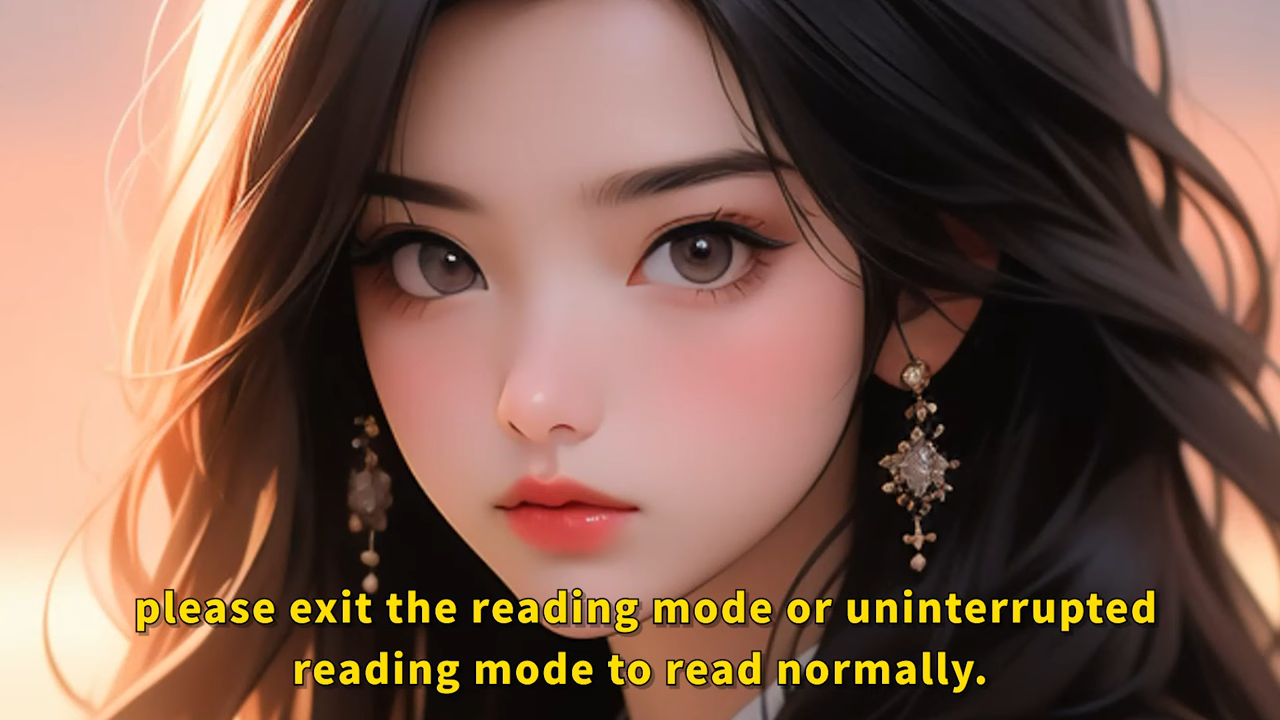 please exit the reading mode or uninterrupted
reading mode to read normally.